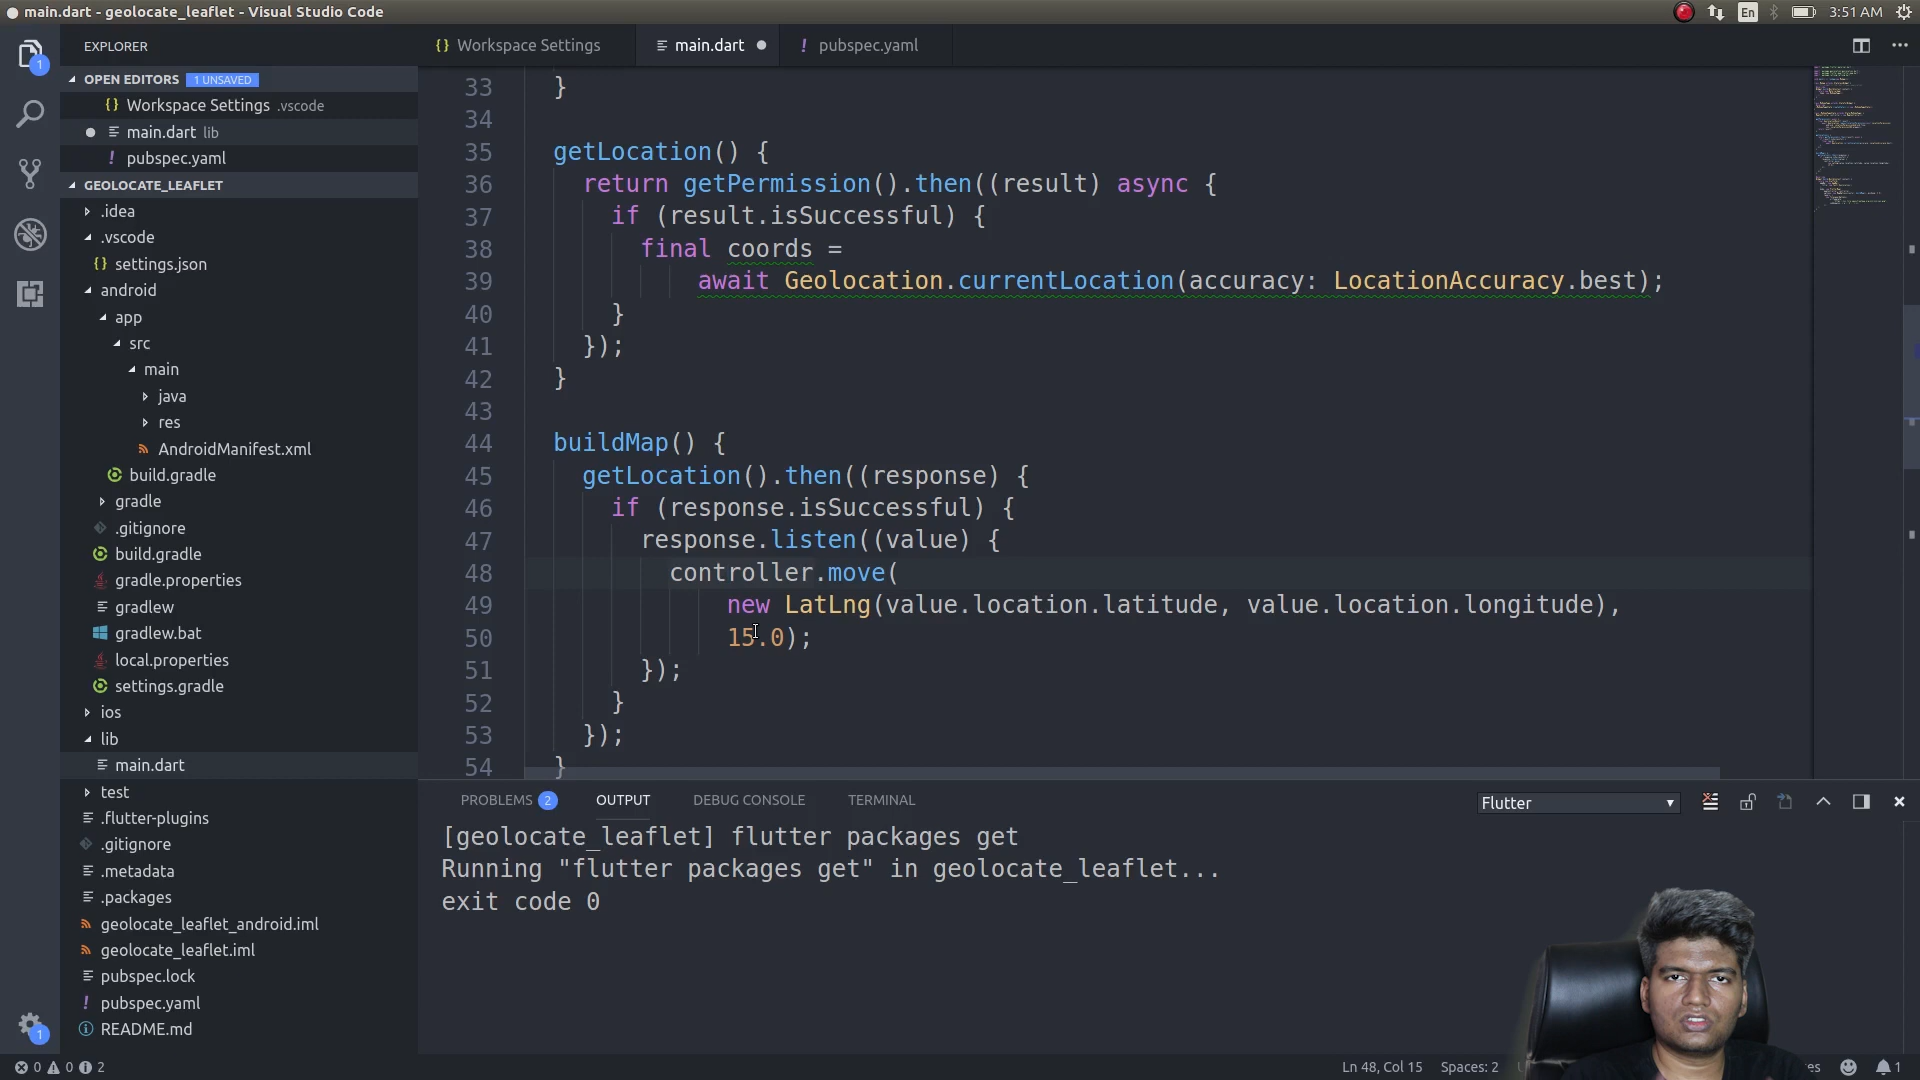 main.dart - geolocate_leaflet - Visual Studio Code
En
3:51 AM
EXPLORER
1
OPEN EDITORS 1 UNSAVED
{} Workspace Settings .vscode
main.dart lib
! pubspec.yaml
GEOLOCATE_LEAFLET
.idea
.vscode
{} settings.json
android
app
src
main
java
res
AndroidManifest.xml
build.gradle
gradle
.gitignore
build.gradle
gradle.properties
gradlew
gradlew.bat
local.properties
settings.gradle
ios
lib
main.dart
test
.flutter-plugins
.gitignore
.metadata
.packages
geolocate_leaflet_android.iml
geolocate_leaflet.iml
pubspec.lock
! pubspec.yaml
README.md
1
{} Workspace Settings
main.dart
! pubspec.yaml
33 }
34
35 getLocation() {
36 return getPermission().then((result) async {
37 if (result.isSuccessful) {
38 final coords =
39 await Geolocation.currentLocation(accuracy: LocationAccuracy.best);
40 }
41 });
42 }
43
44 buildMap() {
45 getLocation().then((response) {
46 if (response.isSuccessful) {
47 response.listen((value) {
48 controller.move(
49 new LatLng(value.location.latitude, value.location.longitude),
50 15.0);
51 });
52 }
53 });
54 }
PROBLEMS 2 OUTPUT DEBUG CONSOLE TERMINAL
Flutter
[geolocate_leaflet] flutter packages get
Running "flutter packages get" in geolocate_leaflet...
exit code 0
0 0 2
Ln 48, Col 15 Spaces: 2
1